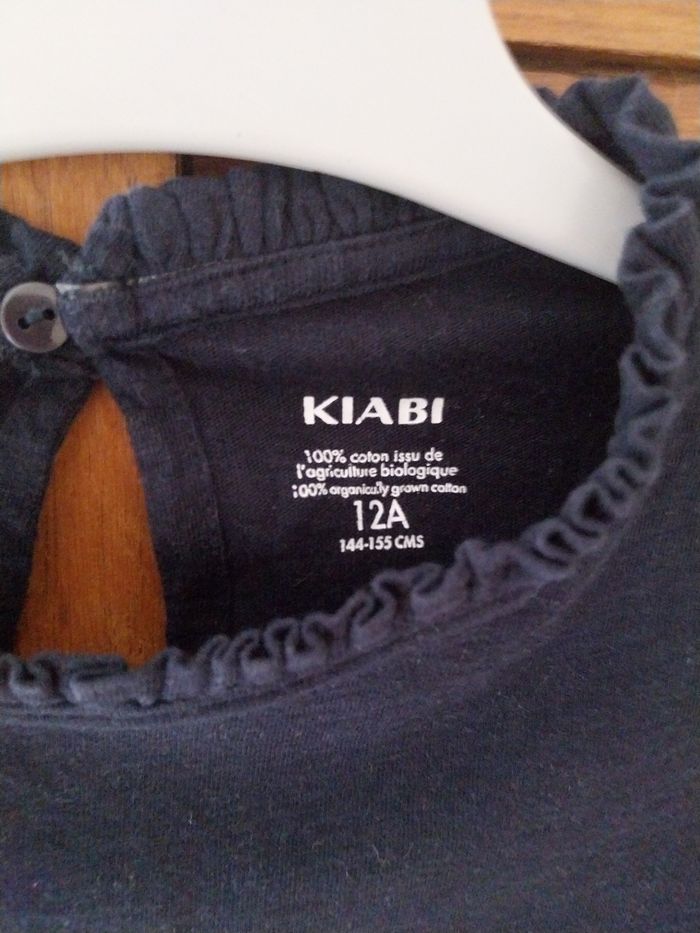 KIABI
100% coton issu de
l'agriculture biologique
100% organically grown cotton
12A
144-155 CMS